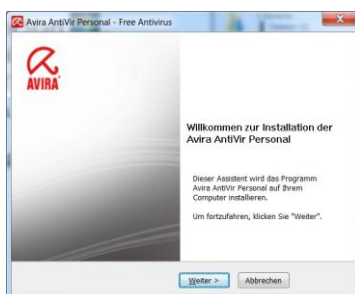 Avira AntiVir Personal - Free Antivirus
AVIRA
Willkommen zur Installation der
Avira AntiVir Personal
Dieser Assistent wird das Programm
Avira AntiVir Personal auf Ihrem
Computer installieren.
Um fortzufahren, klicken Sie "Weiter".
Weiter >
Abbrechen